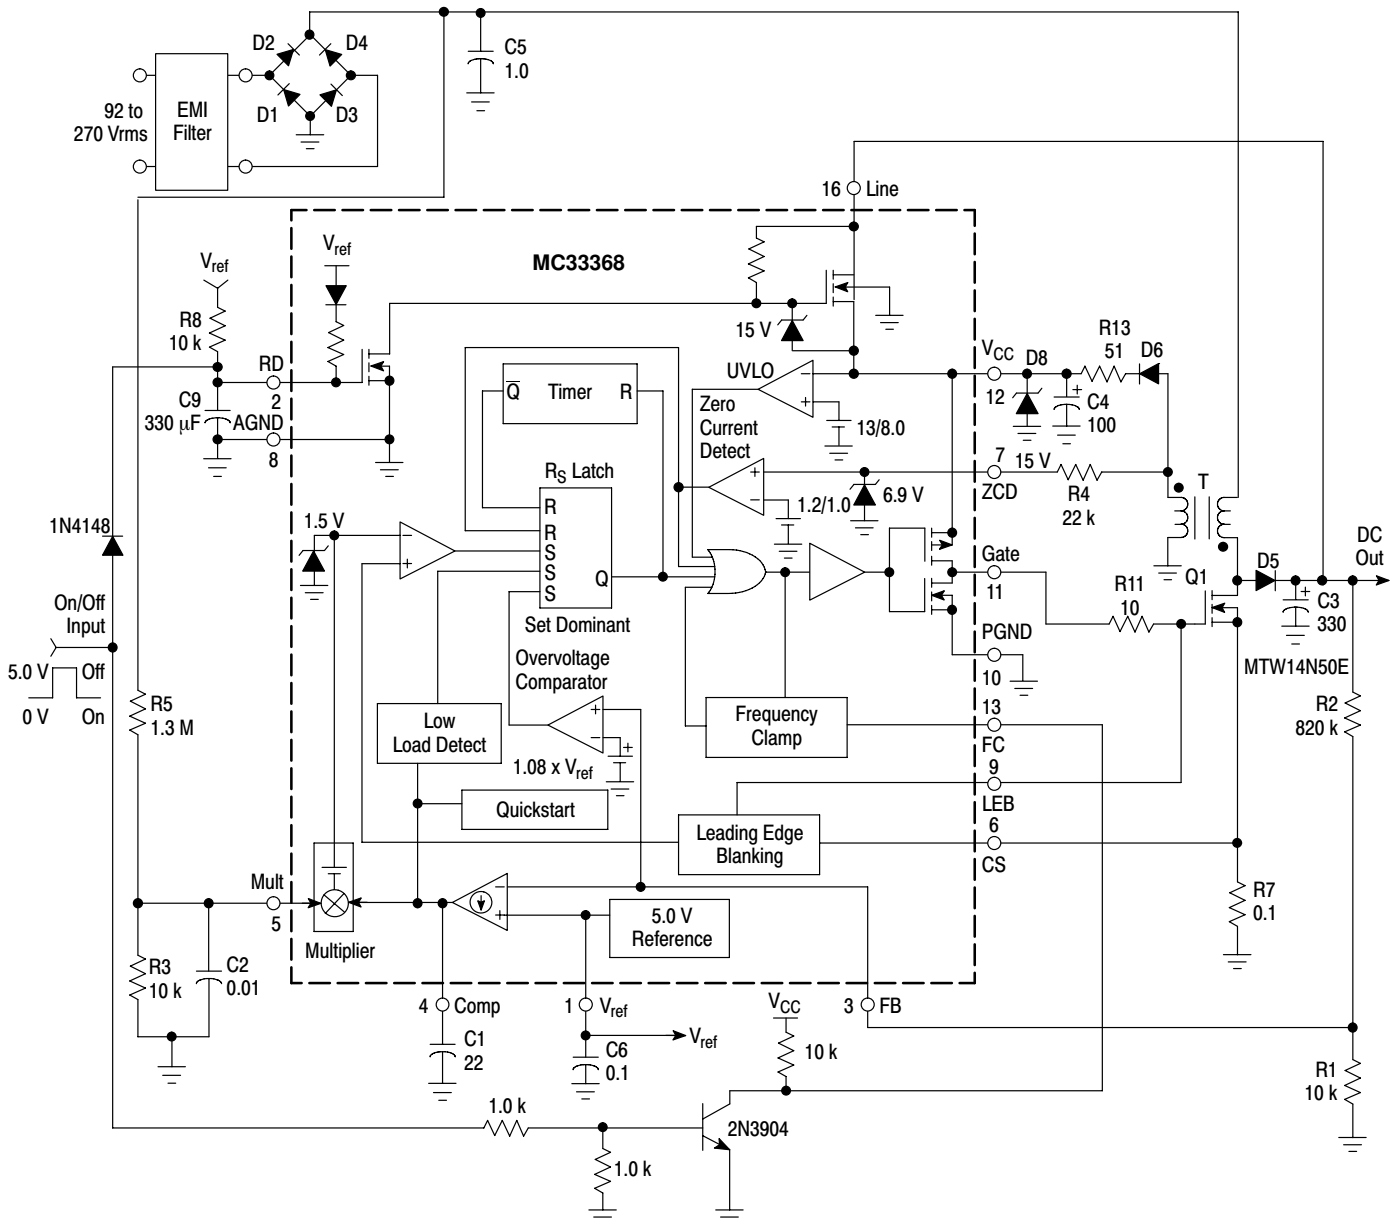 D2
D4
C5
1.0
EMI
Filter
92 to
270 Vrms
D1
D3
16
Line
MC33368
Vref
Vref
R8
10 k
RD
2
C9
330 μF
AGND
8
15 V
UVLO
VCC
12
D8
R13
51
D6
C4
100
Q
Timer
R
Zero
Current
Detect
13/8.0
7
15 V
ZCD
R4
22 k
T
RS Latch
R
R
S
S
S
Q
Set Dominant
1.2/1.0
6.9 V
1N4148
1.5 V
Gate
11
R11
10
Q1
D5
DC
Out
C3
330
MTW14N50E
On/Off
Input
5.0 V
Off
0 V
On
R5
1.3 M
PGND
10
Overvoltage
Comparator
Low
Load Detect
1.08 x Vref
Frequency
Clamp
13
FC
9
LEB
R2
820 k
Quickstart
Leading Edge
Blanking
6
CS
Mult
5
Multiplier
5.0 V
Reference
R7
0.1
R3
10 k
C2
0.01
4
Comp
1
Vref
3
FB
VCC
C1
22
Vref
C6
0.1
10 k
R1
10 k
1.0 k
2N3904
1.0 k